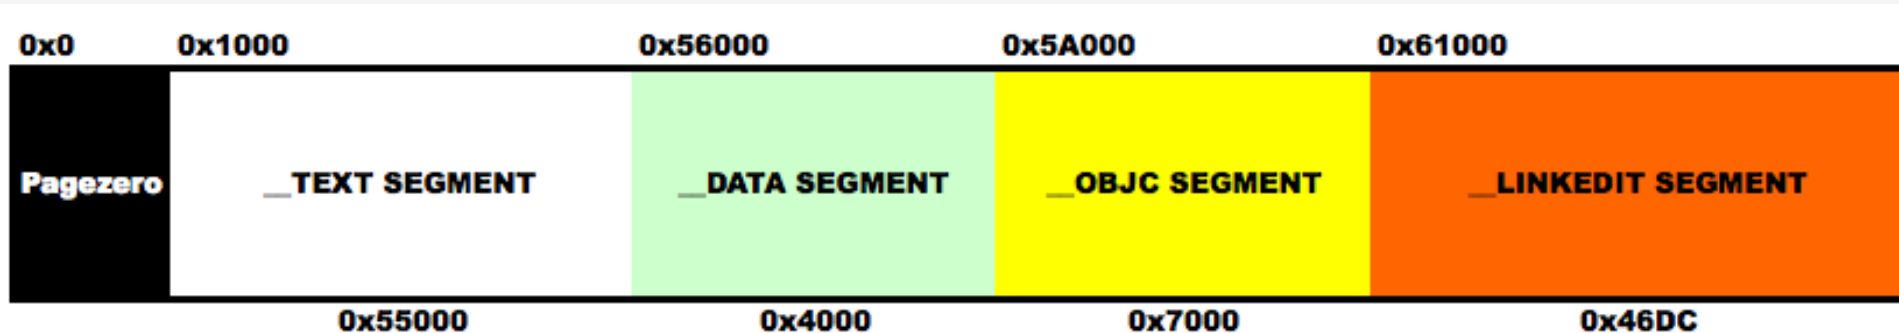 0x0 0x1000 0x56000 0x5A000 0x61000
Pagezero __TEXT SEGMENT __DATA SEGMENT __OBJC SEGMENT __LINKEDIT SEGMENT
0x55000 0x4000 0x7000 0x46DC